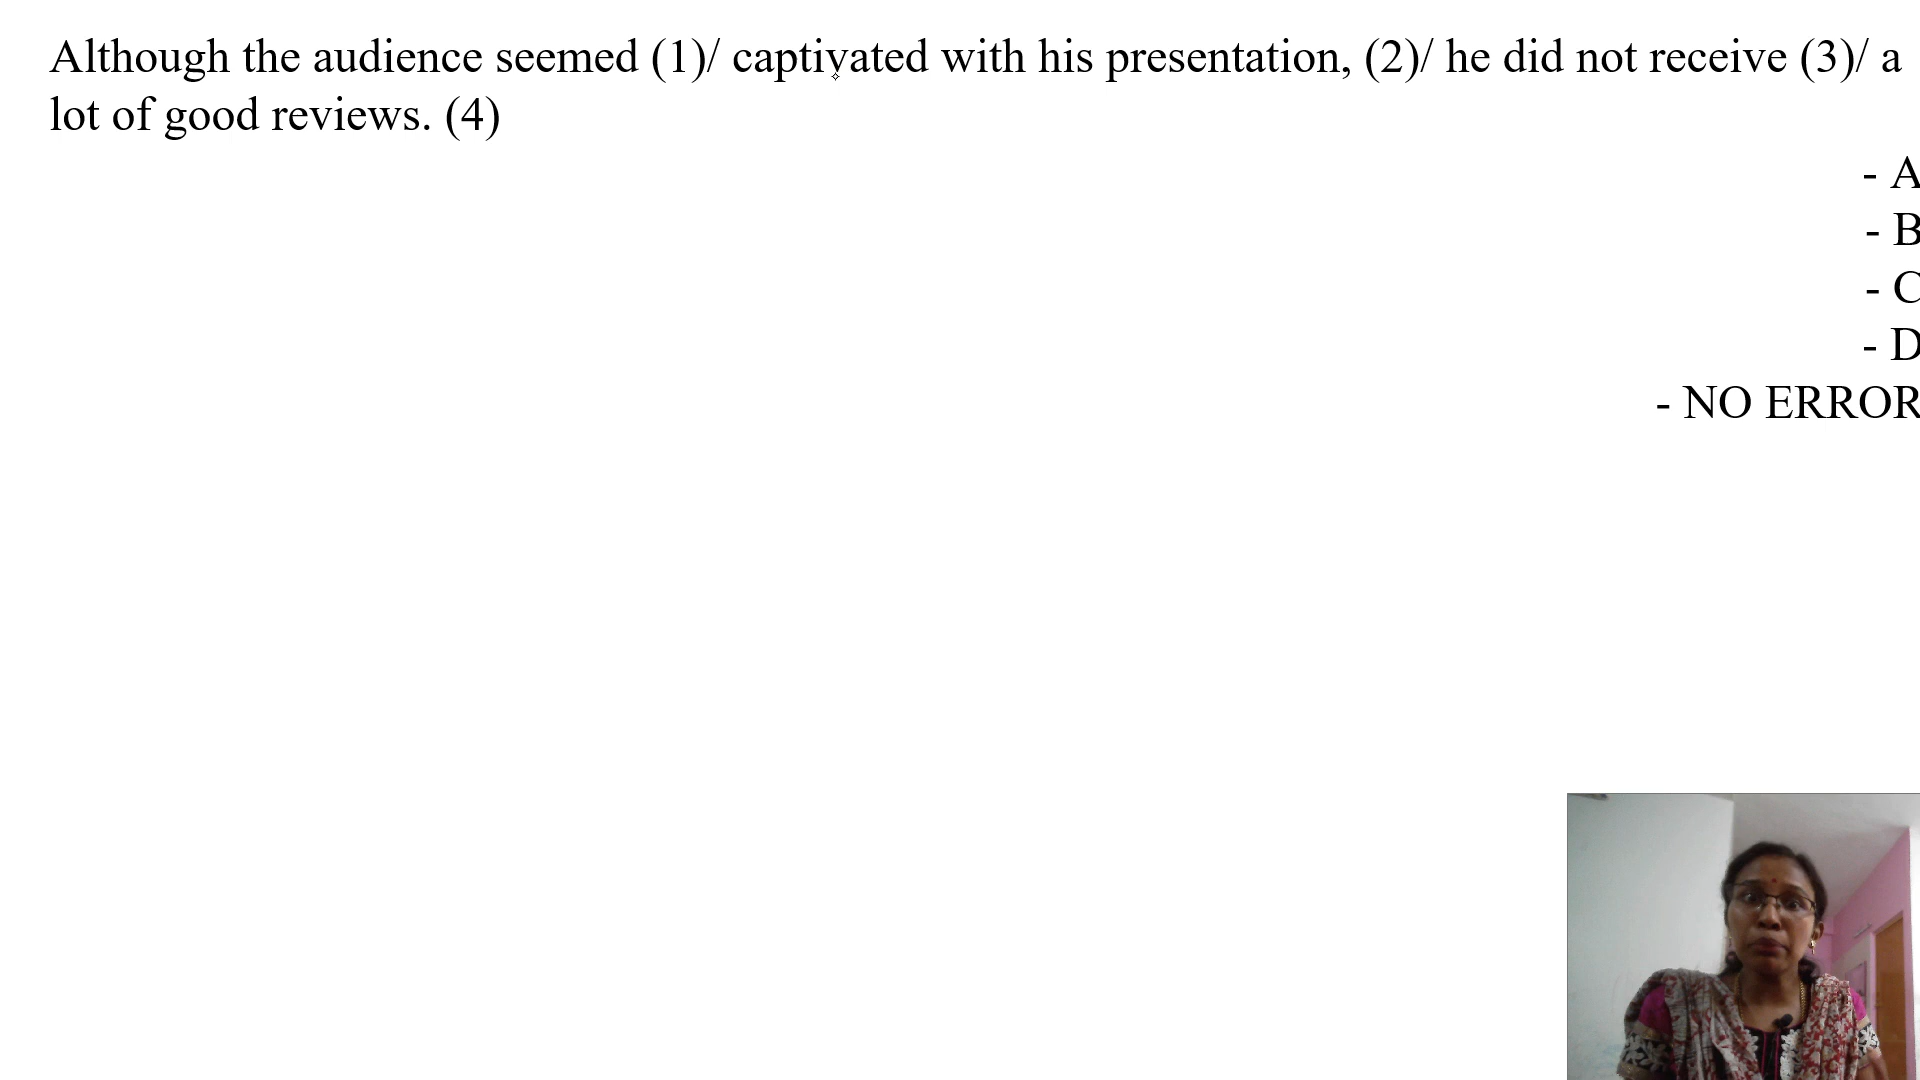 Although the audience seemed (1)/ captivated with his presentation, (2)/ he did not receive (3)/ a
lot of good reviews. (4)
- A
- B
- C
- D
- NO ERROR